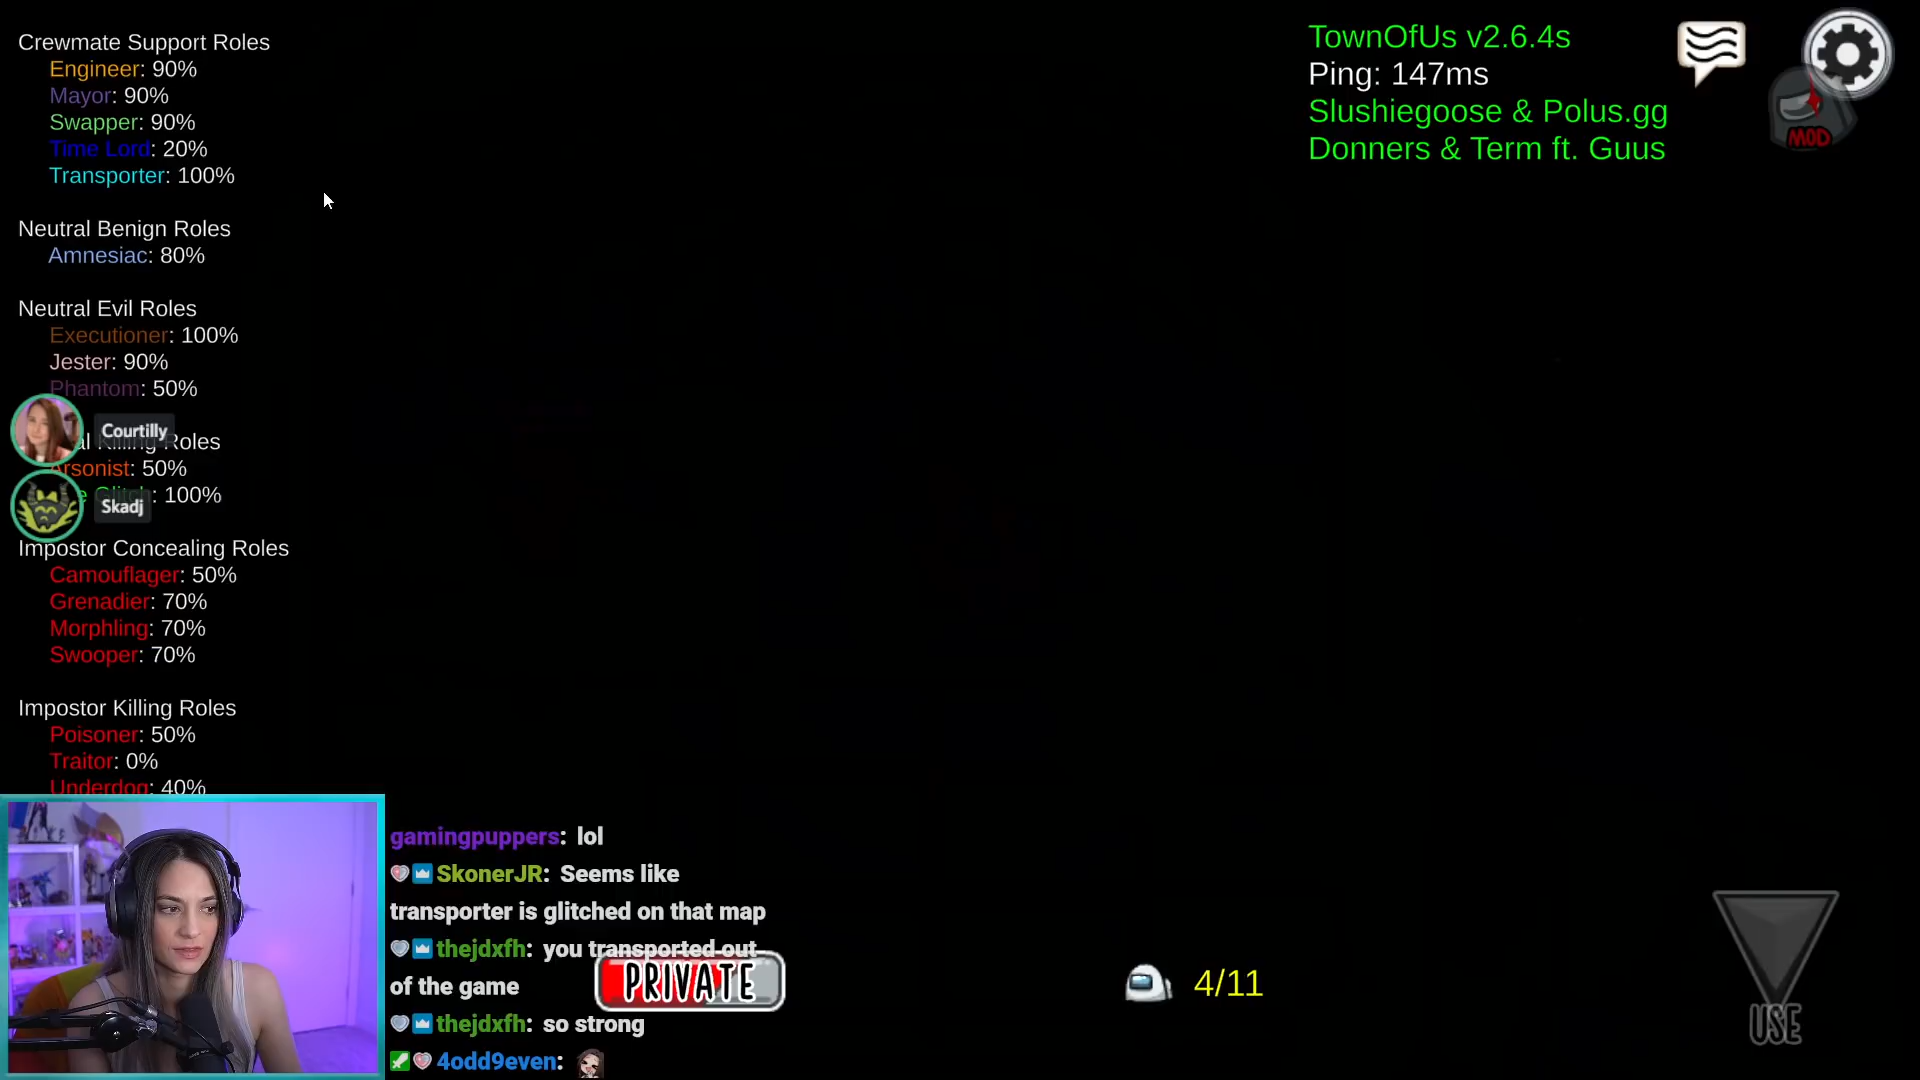 Crewmate Support Roles
Engineer: 90%
Mayor: 90%
Swapper: 90%
Time Lord: 20%
Transporter: 100%
Neutral Benign Roles
Amnesiac: 80%
Neutral Evil Roles
Executioner: 100%
Jester: 90%
Phantom: 50%
Courtilly
Killing Roles
Arsonist: 50%
Glitch: 100%
Skadj
Impostor Concealing Roles
Camouflager: 50%
Grenadier: 70%
Morphling: 70%
Swooper: 70%
Impostor Killing Roles
Poisoner: 50%
Traitor: 0%
Underdog: 40%
TownOfUs v2.6.4s
Ping: 147ms
Slushiegoose & Polus.gg
Donners & Term ft. Guus
MOD
gamingpuppers: lol
SkonerJR: Seems like
transporter is glitched on that map
thejdxfh: you transported out
of the game
thejdxfh: so strong
4odd9even:
PRIVATE
4/11
USE